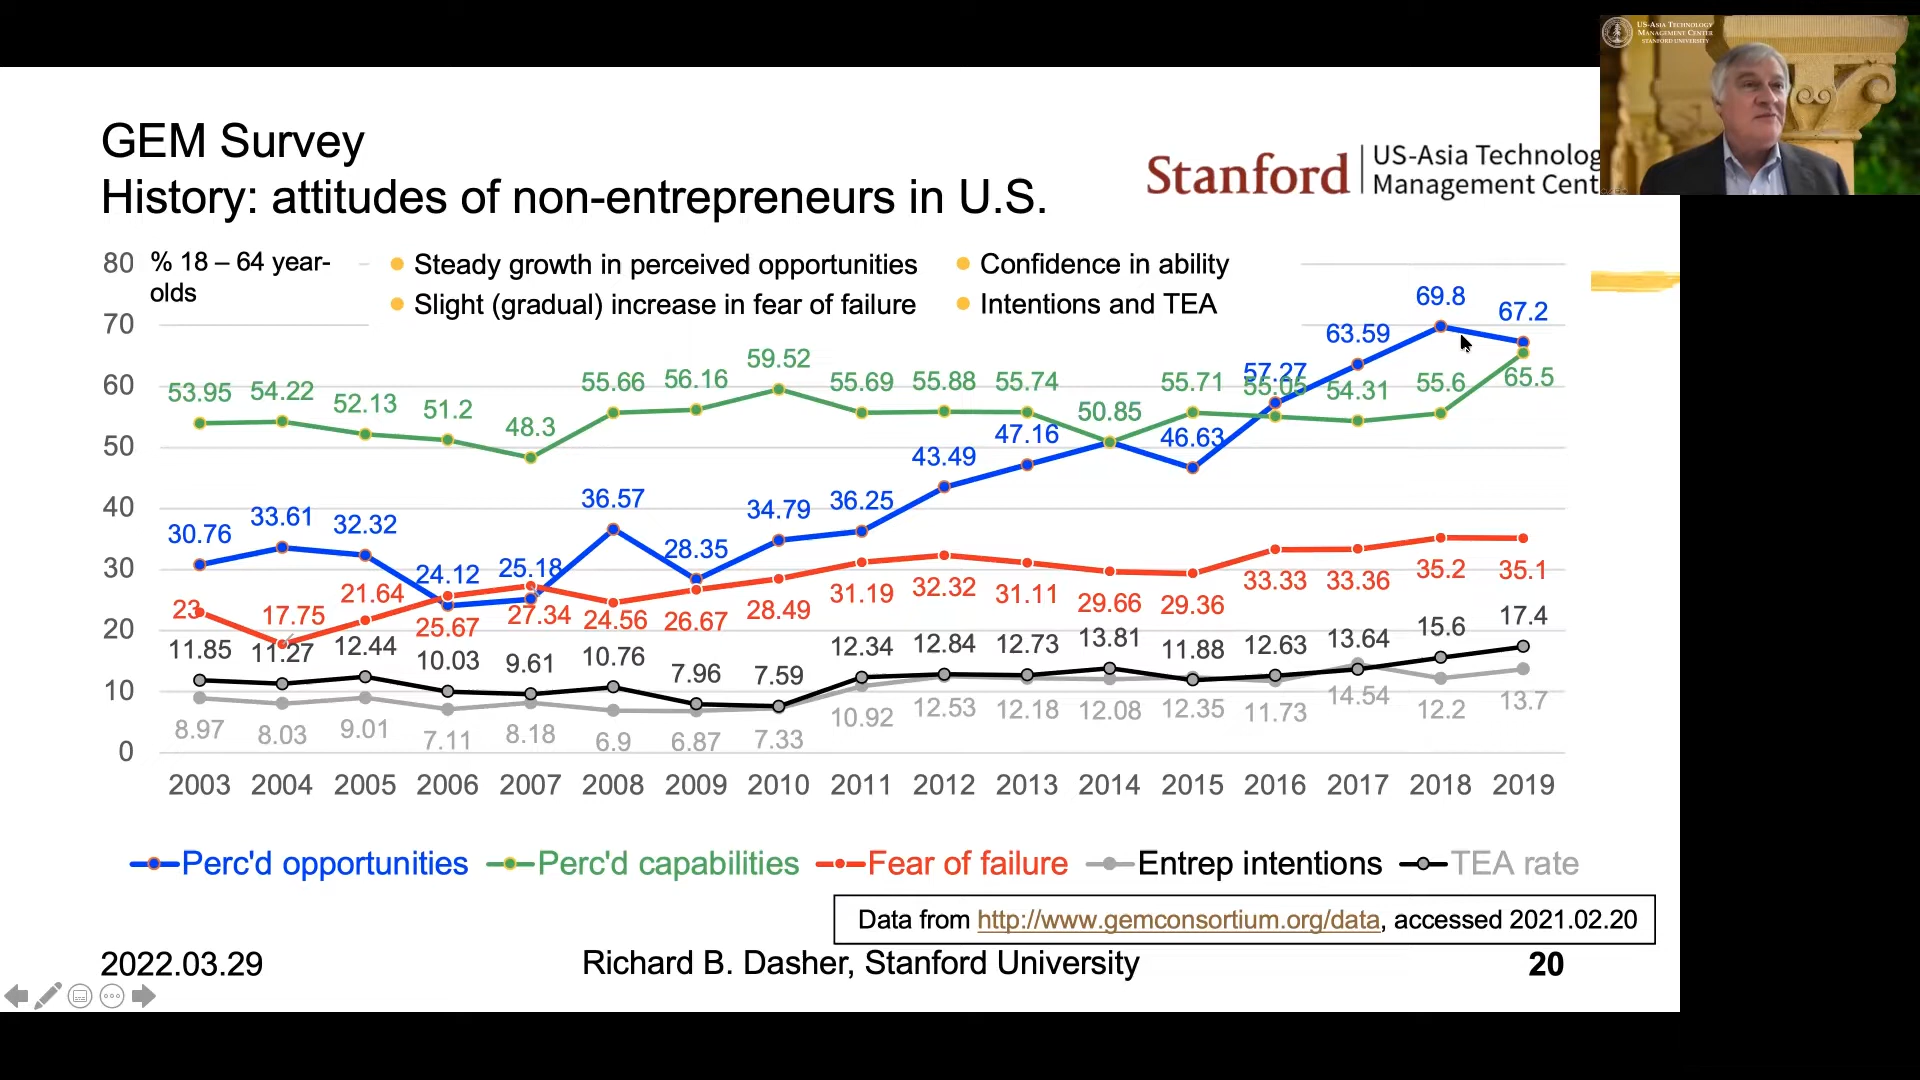 US-ASIA TECHNOLOGY
MANAGEMENT CENTER
STANFORD UNIVERSITY
GEM Survey
History: attitudes of non-entrepreneurs in U.S.
Stanford
US-Asia Technolog
Management Cent
% 18 – 64 year-
olds
Steady growth in perceived opportunities
Slight (gradual) increase in fear of failure
Confidence in ability
Intentions and TEA
80
70
60
50
40
30
20
10
0
30.76 33.61 32.32 24.12 25.18 36.57 28.35 34.79 36.25 43.49 47.16 46.63 57.27 63.59 69.8 67.2
53.95 54.22 52.13 51.2 48.3 55.66 56.16 59.52 55.69 55.88 55.74 50.85 55.71 55.05 54.31 55.6 65.5
23 17.75 21.64 25.67 27.34 24.56 26.67 28.49 31.19 32.32 31.11 29.66 29.36 33.33 33.36 35.2 35.1
11.85 11.27 12.44 10.03 9.61 10.76 7.96 7.59 12.34 12.84 12.73 13.81 11.88 12.63 13.64 15.6 17.4
8.97 8.03 9.01 7.11 8.18 6.9 6.87 7.33 10.92 12.53 12.18 12.08 12.35 11.73 14.54 12.2 13.7
2003 2004 2005 2006 2007 2008 2009 2010 2011 2012 2013 2014 2015 2016 2017 2018 2019
Perc'd opportunities Perc'd capabilities Fear of failure Entrep intentions TEA rate
Data from http://www.gemconsortium.org/data, accessed 2021.02.20
2022.03.29
Richard B. Dasher, Stanford University
20